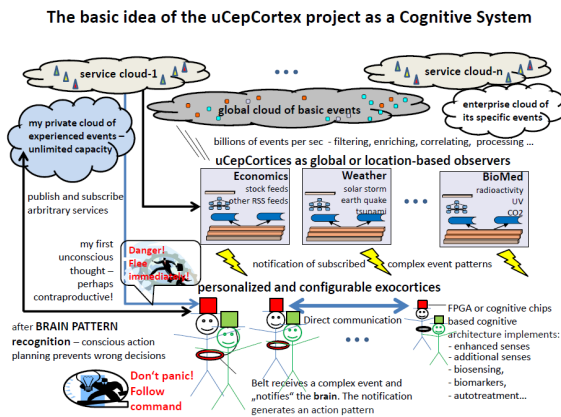 The basic idea of the uCepCortex project as a Cognitive System
service cloud-1
service cloud-n
my private cloud of
experienced events –
unlimited capacity
global cloud of basic events
enterprise cloud of
its specific events
billions of events per sec - filtering, enriching, correlating, processing ...
uCepCortices as global or location-based observers
publish and subscribe
arbritrary services
Economics
stock feeds
other RSS feeds
Weather
solar storm
earth quake
tsunami
BioMed
radioactivity
UV
CO2
my first
unconscious
thought –
perhaps
contraproductive!
Danger!
Flee
immediately!
notification of subscribed complex event patterns
personalized and configurable exocortices
Direct communication
FPGA or cognitive chips
based cognitive
architecture implements:
- enhanced senses
- additional senses
- biosensing,
- biomarkers,
- autotreatment...
after BRAIN PATTERN
recognition – conscious action
planning prevents wrong decisions
Don't panic!
Follow
command
Belt receives a complex event and
„notifies" the brain. The notification
generates an action pattern